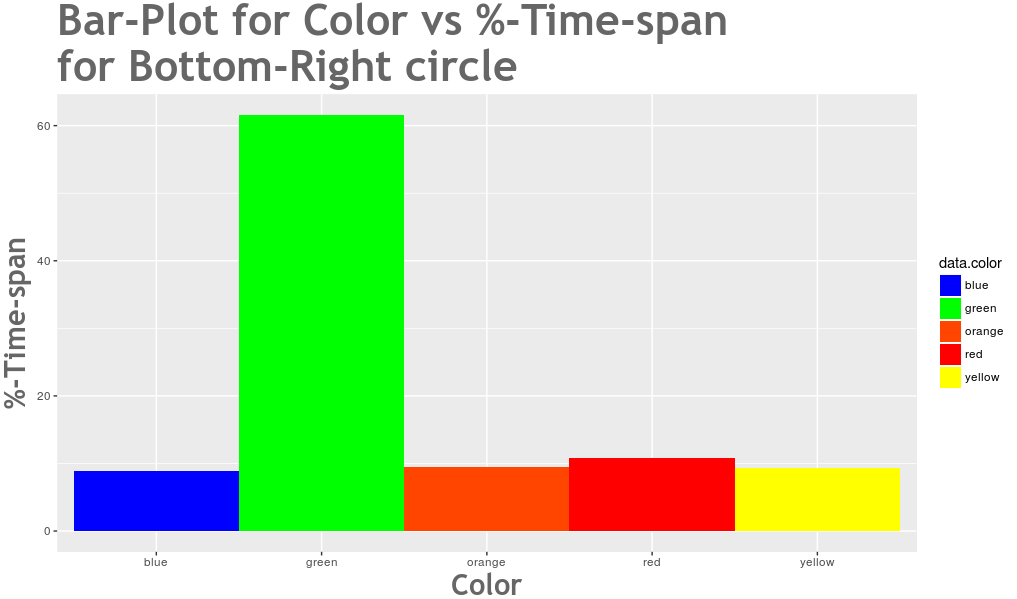 Bar-Plot for Color vs %-Time-span
for Bottom-Right circle
%-Time-span
60
40
20
0
blue
green
orange
red
yellow
Color
data.color
blue
green
orange
red
yellow